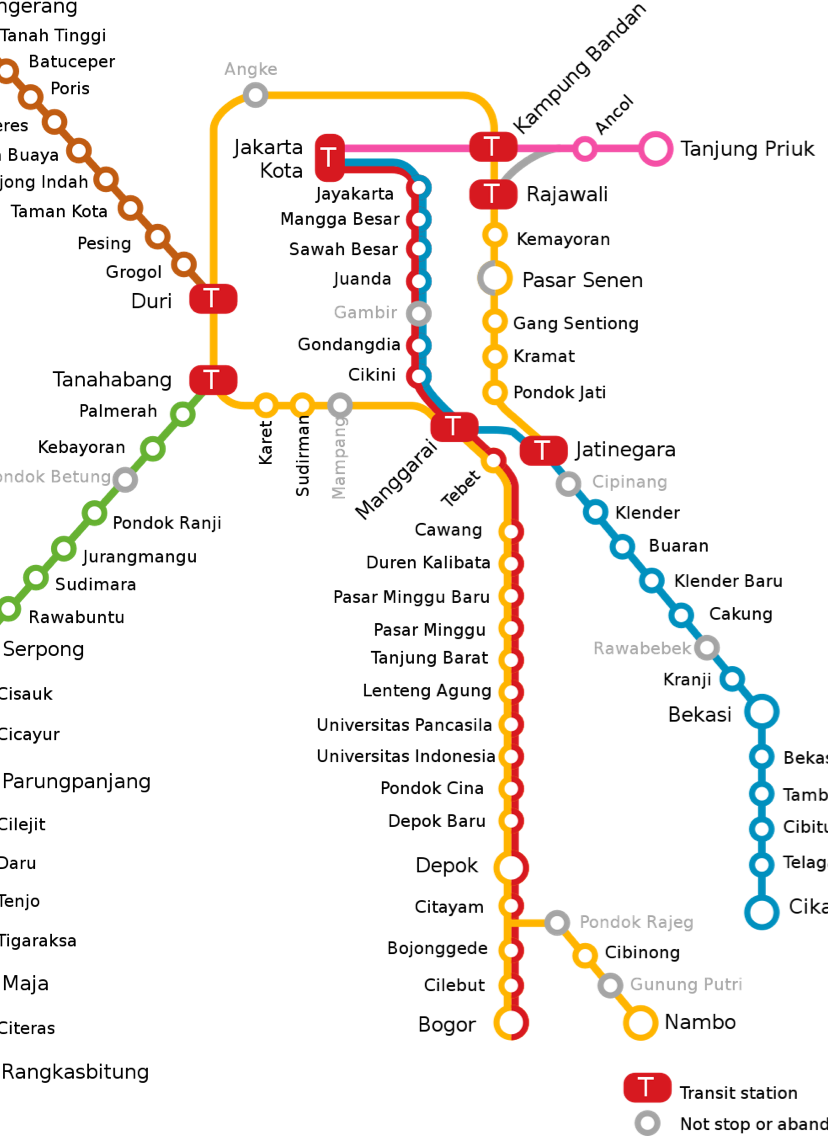 ngerang
Tanah Tinggi
Batuceper
Poris
eres
Buaya
jong Indah
Taman Kota
Pesing
Grogol
Duri
Tanahabang
Palmerah
Kebayoran
ondok Betung
Pondok Ranji
Jurangmangu
Sudimara
Rawabuntu
Serpong
Cisauk
Cicayur
Parungpanjang
Cilejit
Daru
Tenjo
Tigaraksa
Maja
Citeras
Rangkasbitung
Angke
Jakarta
Kota
Jayakarta
Mangga Besar
Sawah Besar
Juanda
Gambir
Gondangdia
Cikini
Karet
Sudirman
Mampang
Manggarai
Tebet
Cawang
Duren Kalibata
Pasar Minggu Baru
Pasar Minggu
Tanjung Barat
Lenteng Agung
Universitas Pancasila
Universitas Indonesia
Pondok Cina
Depok Baru
Depok
Citayam
Bojonggede
Cilebut
Bogor
Pondok Rajeg
Cibinong
Gunung Putri
Nambo
Kampung Bandan
Ancol
Tanjung Priuk
Rajawali
Kemayoran
Pasar Senen
Gang Sentiong
Kramat
Pondok Jati
Jatinegara
Cipinang
Klender
Buaran
Klender Baru
Cakung
Rawabebek
Kranji
Bekasi
Bekas
Tamb
Cibitu
Telaga
Cika
T
T
T
T
T
T
T
T Transit station
Not stop or aband